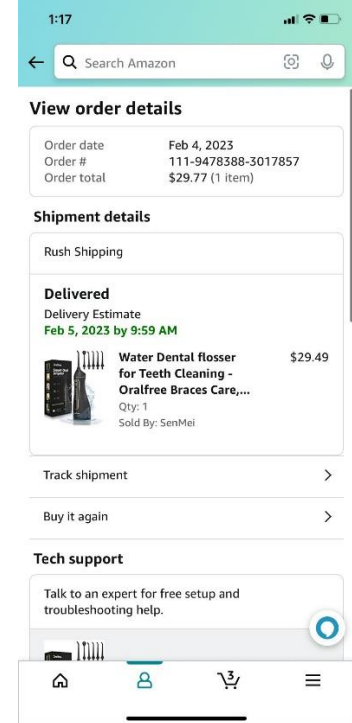 1:17
Search Amazon
View order details
Order date Feb 4, 2023
Order # 111-9478388-3017857
Order total $29.77 (1 item)
Shipment details
Rush Shipping
Delivered
Delivery Estimate
Feb 5, 2023 by 9:59 AM
Water Dental flosser $29.49
for Teeth Cleaning -
Oralfree Braces Care,...
Qty: 1
Sold By: SenMei
Track shipment
Buy it again
Tech support
Talk to an expert for free setup and
troubleshooting help.
3